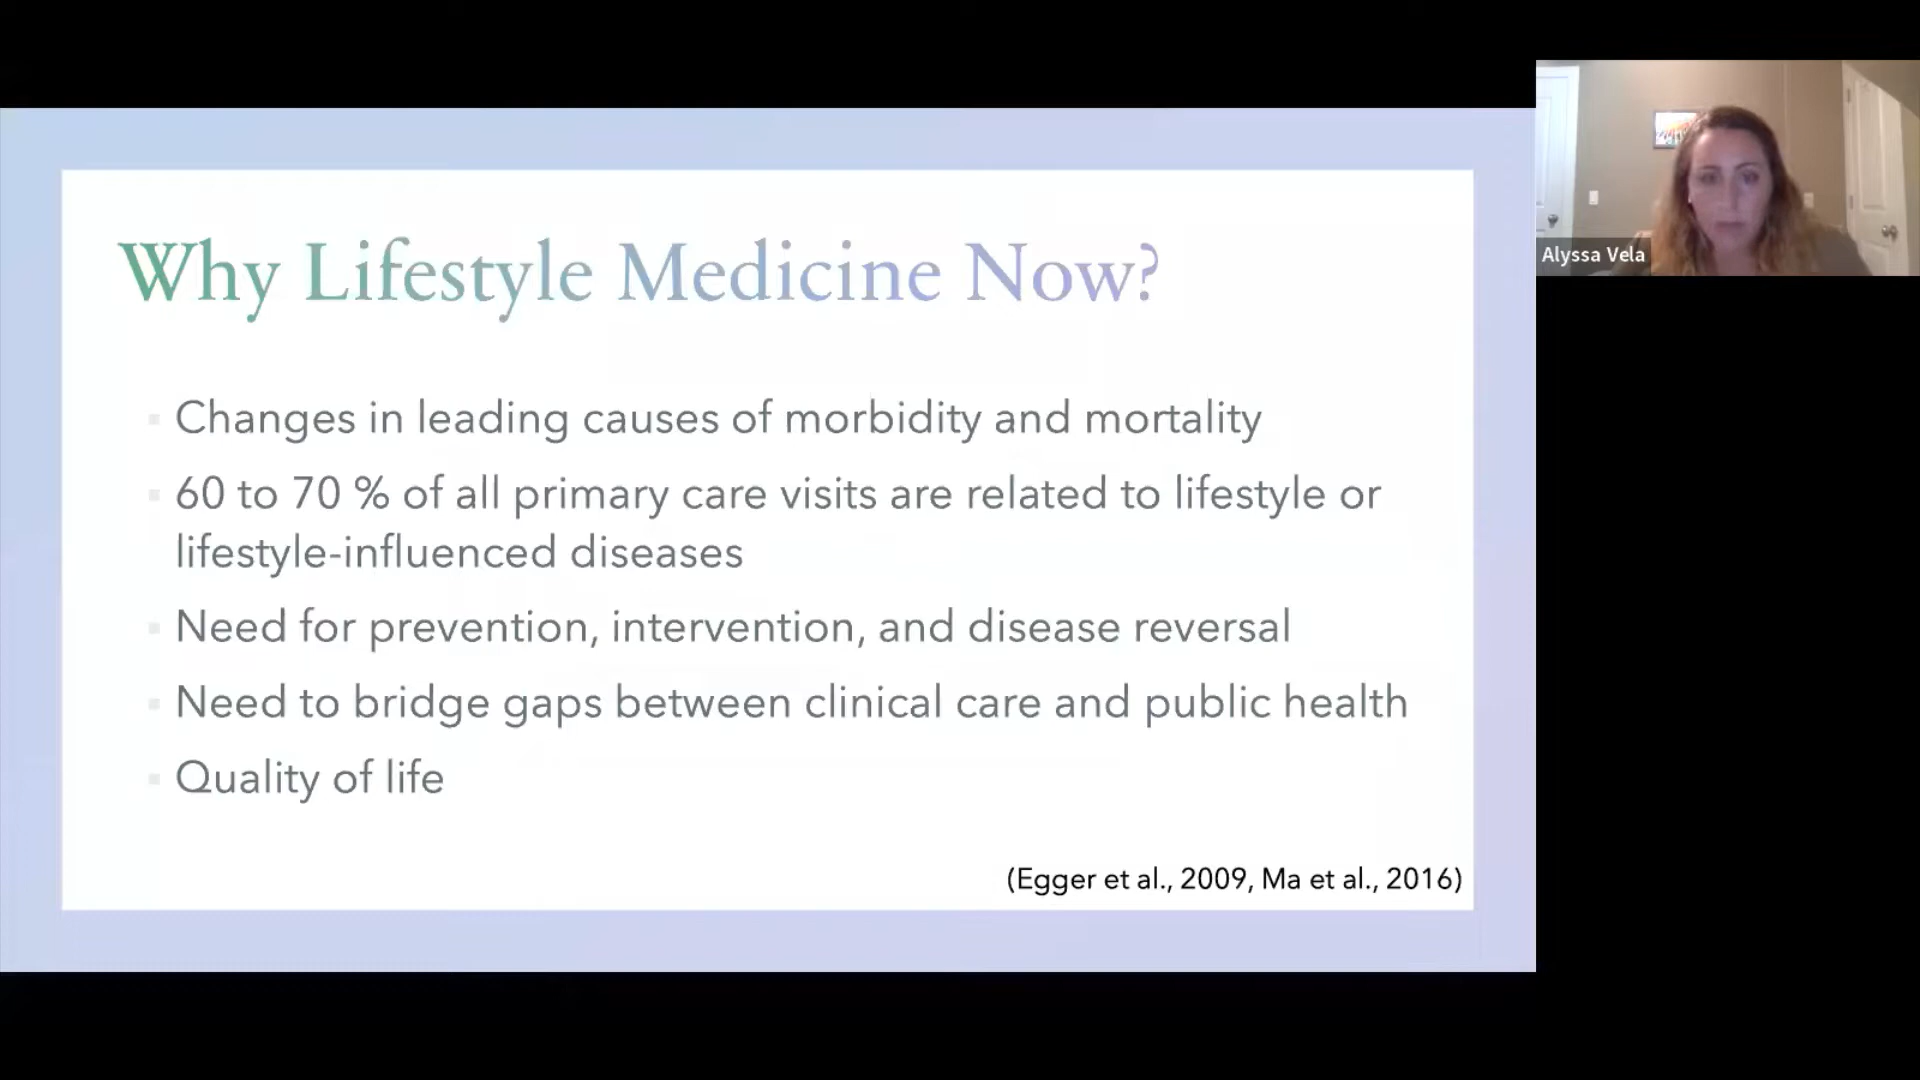 Why Lifestyle Medicine Now?
Changes in leading causes of morbidity and mortality
60 to 70 % of all primary care visits are related to lifestyle or
lifestyle-influenced diseases
Need for prevention, intervention, and disease reversal
Need to bridge gaps between clinical care and public health
Quality of life
(Egger et al., 2009, Ma et al., 2016)
Alyssa Vela